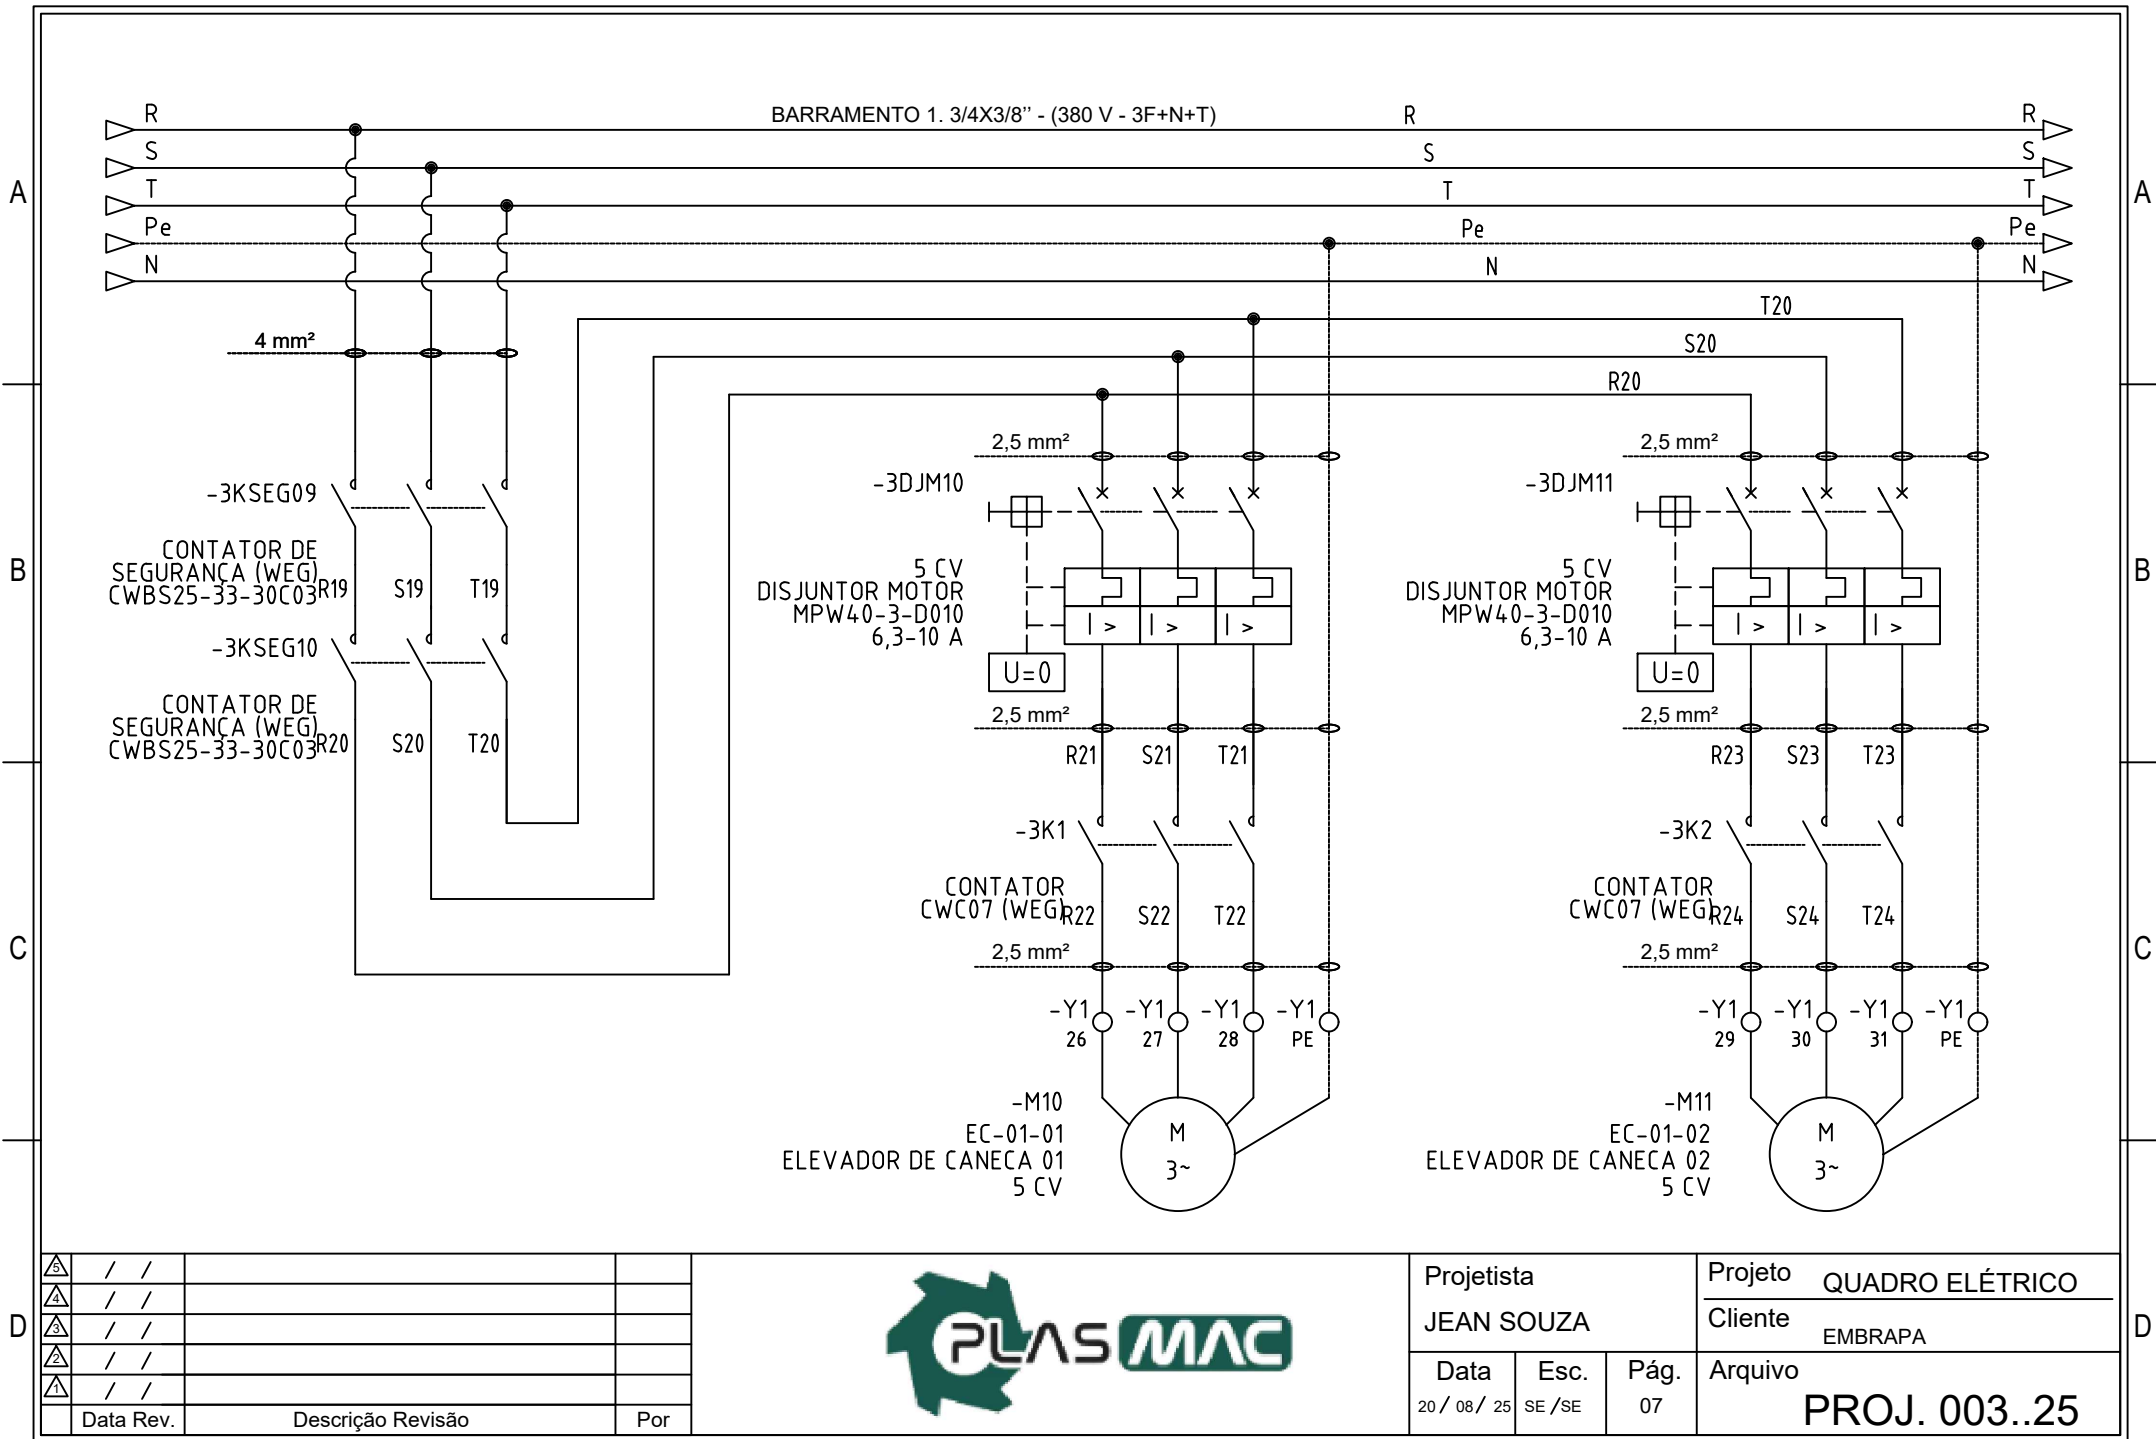 R
BARRAMENTO 1. 3/4X3/8’’ - (380 V - 3F+N+T)
R
R
S
S
S
T
T
T
A
A
Pe
Pe
Pe
N
N
N
4 mm²
T20
S20
R20
2,5 mm²
2,5 mm²
-3KSEG09
-3DJM10
-3DJM11
CONTATOR DE
SEGURANÇA (WEG)
CWBS25-33-30C03
R19
S19
T19
B
B
5 CV
DISJUNTOR MOTOR
MPW40-3-D010
6,3-10 A
I >
I >
I >
U=0
5 CV
DISJUNTOR MOTOR
MPW40-3-D010
6,3-10 A
I >
I >
I >
U=0
-3KSEG10
CONTATOR DE
SEGURANÇA (WEG)
CWBS25-33-30C03
R20
S20
T20
2,5 mm²
2,5 mm²
R21
S21
T21
R23
S23
T23
-3K1
-3K2
CONTATOR
CWC07 (WEG)
R22
S22
T22
CONTATOR
CWC07 (WEG)
R24
S24
T24
C
C
2,5 mm²
2,5 mm²
-Y1
26
-Y1
27
-Y1
28
-Y1
PE
-Y1
29
-Y1
30
-Y1
31
-Y1
PE
-M10
EC-01-01
ELEVADOR DE CANECA 01
5 CV
M
3~
-M11
EC-01-02
ELEVADOR DE CANECA 02
5 CV
M
3~
D
D
5 / /
4 / /
3 / /
2 / /
1 / /
Data Rev.
Descrição Revisão
Por
PLASMAC
Projetista
JEAN SOUZA
Data
20 / 08 / 25
Esc.
SE / SE
Pág.
07
Projeto QUADRO ELÉTRICO
Cliente EMBRAPA
Arquivo
PROJ. 003..25